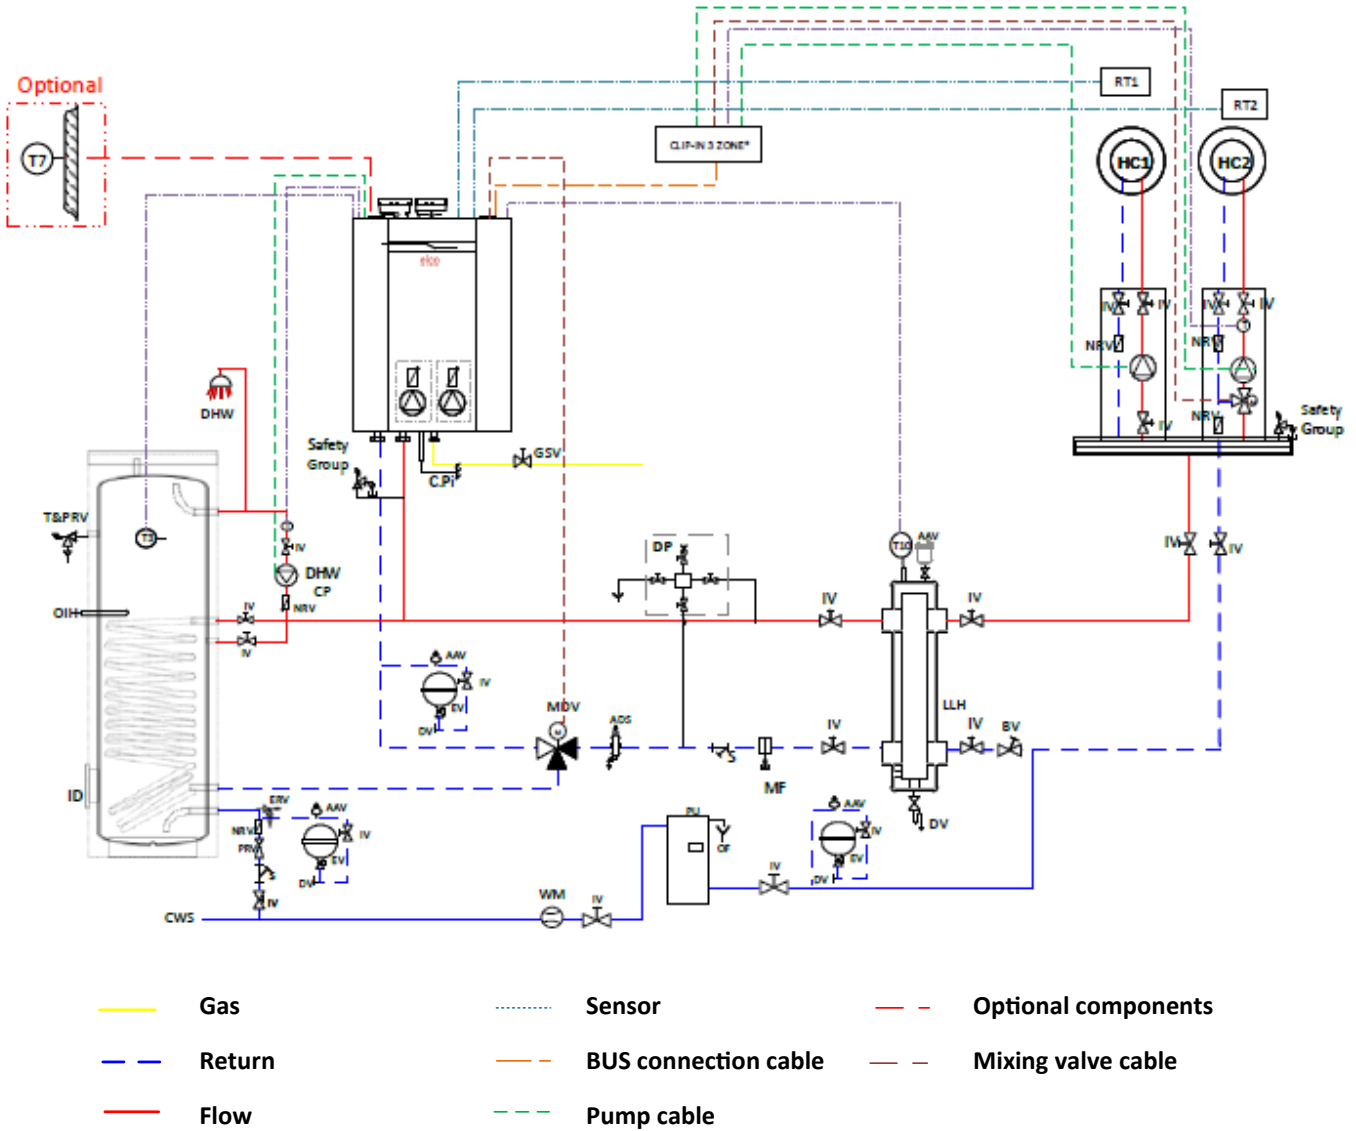 Optional
T7
RT1
RT2
CLIP-IN 3 ZONE*
HC1
HC2
elco
IV
IV
IV
IV
NRV
NRV
DHW
IV
NRV
Safety
Group
Safety
Group
GSV
C.Pi
T&PRV
T3
IV
DHW
CP
NRV
DP
T10
AAV
IV
IV
OIH
IV
IV
IV
IV
AAV
IV
EV
DV
MDV
M
ADS
S
MF
IV
LLH
IV
BV
ID
ERV
AAV
NRV
PRV
IV
EV
DV
S
IV
PU
OF
AAV
IV
EV
DV
DV
IV
CWS
WM
IV
Gas
Sensor
Optional components
Return
BUS connection cable
Mixing valve cable
Flow
Pump cable